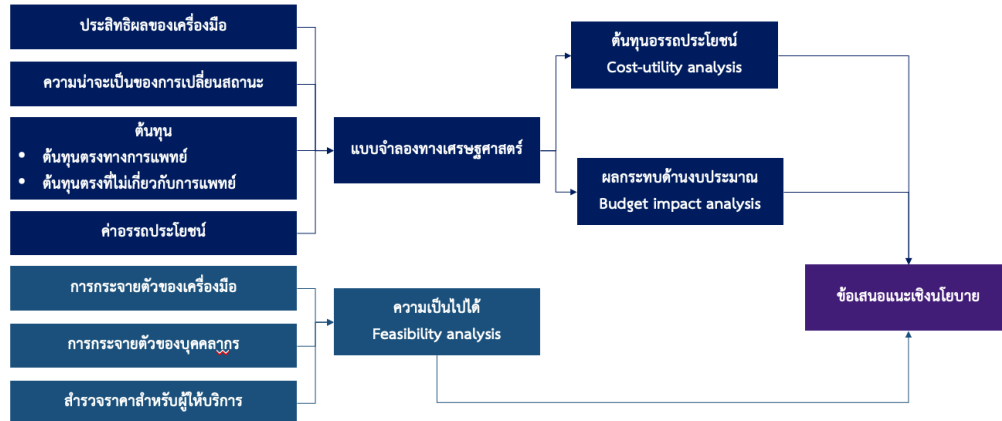 ประสิทธิผลของเครื่องมือ
ความน่าจะเป็นของการเปลี่ยนสถานะ
ต้นทุน
• ต้นทุนตรงทางการแพทย์
• ต้นทุนตรงที่ไม่เกี่ยวกับการแพทย์
ค่าอรรถประโยชน์
การกระจายตัวของเครื่องมือ
การกระจายตัวของบุคคลากร
สำรวจราคาสำหรับผู้ให้บริการ
แบบจำลองทางเศรษฐศาสตร์
ความเป็นไปได้
Feasibility analysis
ต้นทุนอรรถประโยชน์
Cost-utility analysis
ผลกระทบด้านงบประมาณ
Budget impact analysis
ข้อเสนอแนะเชิงนโยบาย